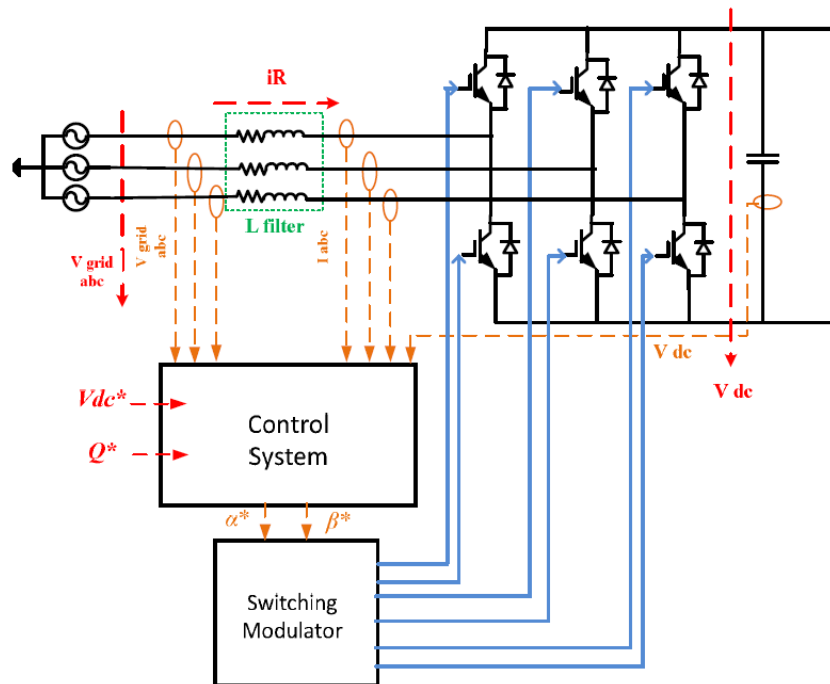 iR
L filter
V grid
abc
V grid
abc
I abc
V dc
V dc
Vdc*
Q*
Control
System
α*
β*
Switching
Modulator